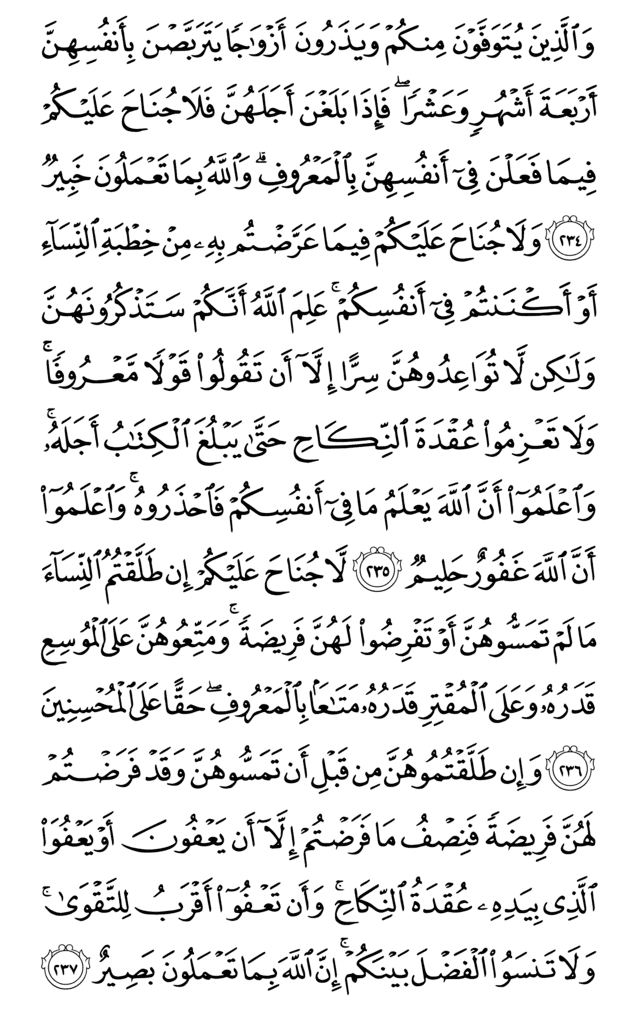 وَٱلَّذِينَ يُتَوَفَّوْنَ مِنكُمْ وَيَذَرُونَ أَزْوَٰجًا يَتَرَبَّصْنَ بِأَنفُسِهِنَّ
أَرْبَعَةَ أَشْهُرٍ وَعَشْرًا ۖ فَإِذَا بَلَغْنَ أَجَلَهُنَّ فَلَا جُنَاحَ عَلَيْكُمْ
فِيمَا فَعَلْنَ فِىٓ أَنفُسِهِنَّ بِٱلْمَعْرُوفِ ۗ وَٱللَّهُ بِمَا تَعْمَلُونَ خَبِيرٌ
٢٣٤ وَلَا جُنَاحَ عَلَيْكُمْ فِيمَا عَرَّضْتُم بِهِۦ مِنْ خِطْبَةِ ٱلنِّسَآءِ
أَوْ أَكْنَنتُمْ فِىٓ أَنفُسِكُمْ ۚ عَلِمَ ٱللَّهُ أَنَّكُمْ سَتَذْكُرُونَهُنَّ
وَلَٰكِن لَّا تُوَاعِدُوهُنَّ سِرًّا إِلَّآ أَن تَقُولُوا۟ قَوْلًا مَّعْرُوفًا ۚ
وَلَا تَعْزِمُوا۟ عُقْدَةَ ٱلنِّكَاحِ حَتَّىٰ يَبْلُغَ ٱلْكِتَٰبُ أَجَلَهُۥ ۚ
وَٱعْلَمُوٓا۟ أَنَّ ٱللَّهَ يَعْلَمُ مَا فِىٓ أَنفُسِكُمْ فَٱحْذَرُوهُ ۚ وَٱعْلَمُوٓا۟
أَنَّ ٱللَّهَ غَفُورٌ حَلِيمٌ ٢٣٥ لَّا جُنَاحَ عَلَيْكُمْ إِن طَلَّقْتُمُ ٱلنِّسَآءَ
مَا لَمْ تَمَسُّوهُنَّ أَوْ تَفْرِضُوا۟ لَهُنَّ فَرِيضَةً ۚ وَمَتِّعُوهُنَّ عَلَى ٱلْمُوسِعِ
قَدَرُهُۥ وَعَلَى ٱلْمُقْتِرِ قَدَرُهُۥ مَتَٰعًۢا بِٱلْمَعْرُوفِ ۖ حَقًّا عَلَى ٱلْمُحْسِنِينَ
٢٣٦ وَإِن طَلَّقْتُمُوهُنَّ مِن قَبْلِ أَن تَمَسُّوهُنَّ وَقَدْ فَرَضْتُمْ
لَهُنَّ فَرِيضَةً فَنِصْفُ مَا فَرَضْتُمْ إِلَّآ أَن يَعْفُونَ أَوْ يَعْفُوَا۟
ٱلَّذِى بِيَدِهِۦ عُقْدَةُ ٱلنِّكَاحِ ۚ وَأَن تَعْفُوٓا۟ أَقْرَبُ لِلتَّقْوَىٰ ۚ
وَلَا تَنسَوُا۟ ٱلْفَضْلَ بَيْنَكُمْ ۚ إِنَّ ٱللَّهَ بِمَا تَعْمَلُونَ بَصِيرٌ ٢٣٧